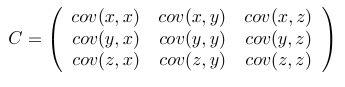 cov(x, x) cov(x, y) cov(x, z)
C = ( cov(y, x) cov(y, y) cov(y, z) )
cov(z, x) cov(z, y) cov(z, z)